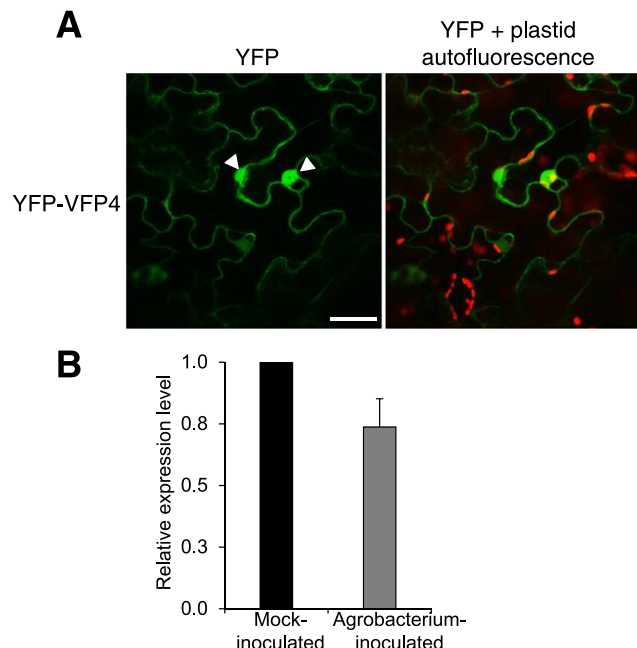 A
YFP
YFP + plastid
autofluorescence
YFP-VFP4
B
Relative expression level
1.0
0.8
0.5
0.3
0.0
Mock-
inoculated
Agrobacterium-
inoculated